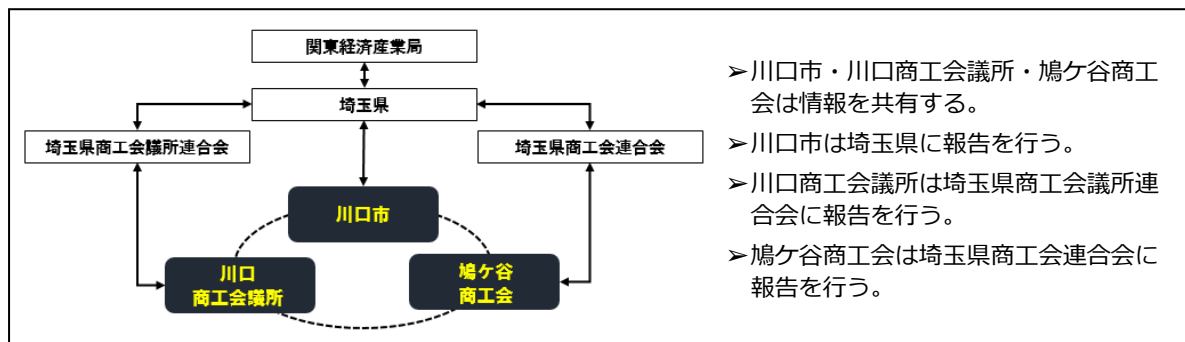 関東経済産業局
埼玉県
埼玉県商工会議所連合会
埼玉県商工会連合会
川口市
川口
商工会議所
鳩ケ谷
商工会
➢川口市・川口商工会議所・鳩ケ谷商工
会は情報を共有する。
➢川口市は埼玉県に報告を行う。
➢川口商工会議所は埼玉県商工会議所連
合会に報告を行う。
➢鳩ケ谷商工会は埼玉県商工会連合会に
報告を行う。